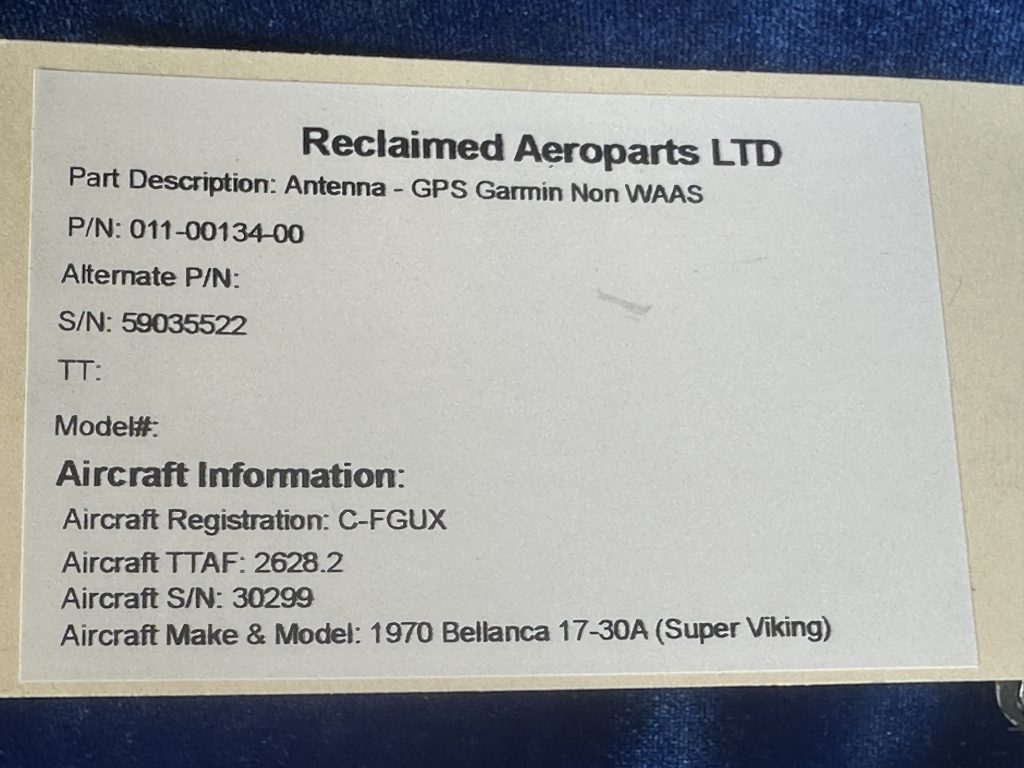 Reclaimed Aeroparts LTD
Part Description: Antenna - GPS Garmin Non WAAS
P/N: 011-00134-00
Alternate P/N:
S/N: 59035522
TT:
Model#:
Aircraft Information:
Aircraft Registration: C-FGUX
Aircraft TTAF: 2628.2
Aircraft S/N: 30299
Aircraft Make & Model: 1970 Bellanca 17-30A (Super Viking)